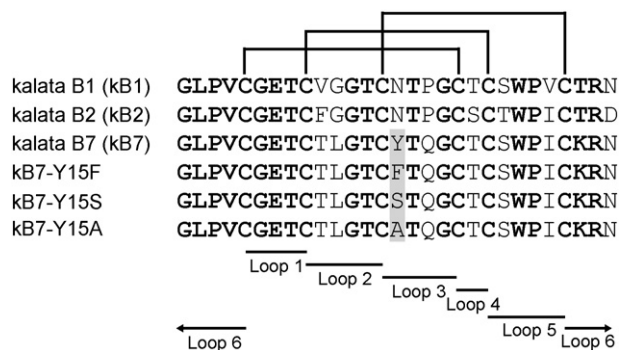 kalata B1 (kB1) GLPVCGETCVGGTCNTPGCTCSWPVCTRN
kalata B2 (kB2) GLPVCGETCFGGTCNTPGCSCTWPICTRD
kalata B7 (kB7) GLPVCGETCTLGTCYTQGCTCSWPICKRN
kB7-Y15F GLPVCGETCTLGTCFTQGCTCSWPICKRN
kB7-Y15S GLPVCGETCTLGTCSTQGCTCSWPICKRN
kB7-Y15A GLPVCGETCTLGTCATQGCTCSWPICKRN
Loop 1
Loop 2
Loop 3
Loop 4
Loop 5
Loop 6 Loop 6